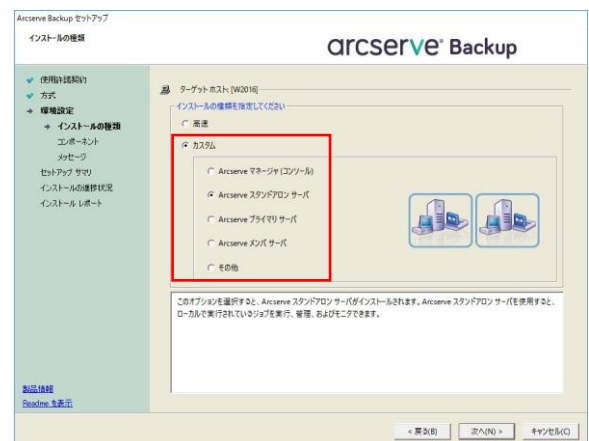 Arcserve Backup セットアップ
インストールの種類
arcserve® Backup
使用許諾契約
方式
環境設定
インストールの種類
コンポーネント
メッセージ
セットアップ サマリ
インストールの進捗状況
インストール レポート
製品情報
Readme を表示
ターゲット ホスト: [W2016]
インストールの種類を指定してください
高速
カスタム
Arcserve マネージャ (コンソール)
Arcserve スタンドアロン サーバ
Arcserve プライマリ サーバ
Arcserve メンバ サーバ
その他
このオプションを選択すると、Arcserve スタンドアロン サーバがインストールされます。Arcserve スタンドアロン サーバを使用すると、
ローカルで実行されているジョブを実行、管理、およびモニタできます。
< 戻る(B)
次へ(N) >
キャンセル(C)